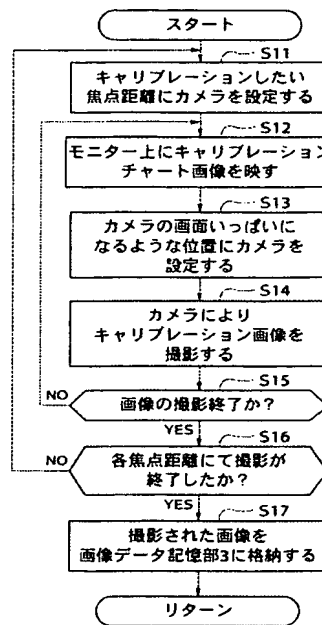 スタート
S11
キャリブレーションしたい
焦点距離にカメラを設定する
S12
モニター上にキャリブレーション
チャート画像を映す
S13
カメラの画面いっぱいに
なるような位置にカメラを
設定する
S14
カメラにより
キャリブレーション画像を
撮影する
S15
NO
画像の撮影終了か?
YES
S16
NO
各焦点距離にて撮影が
終了したか?
YES
S17
撮影された画像を
画像データ記憶部3に格納する
リターン